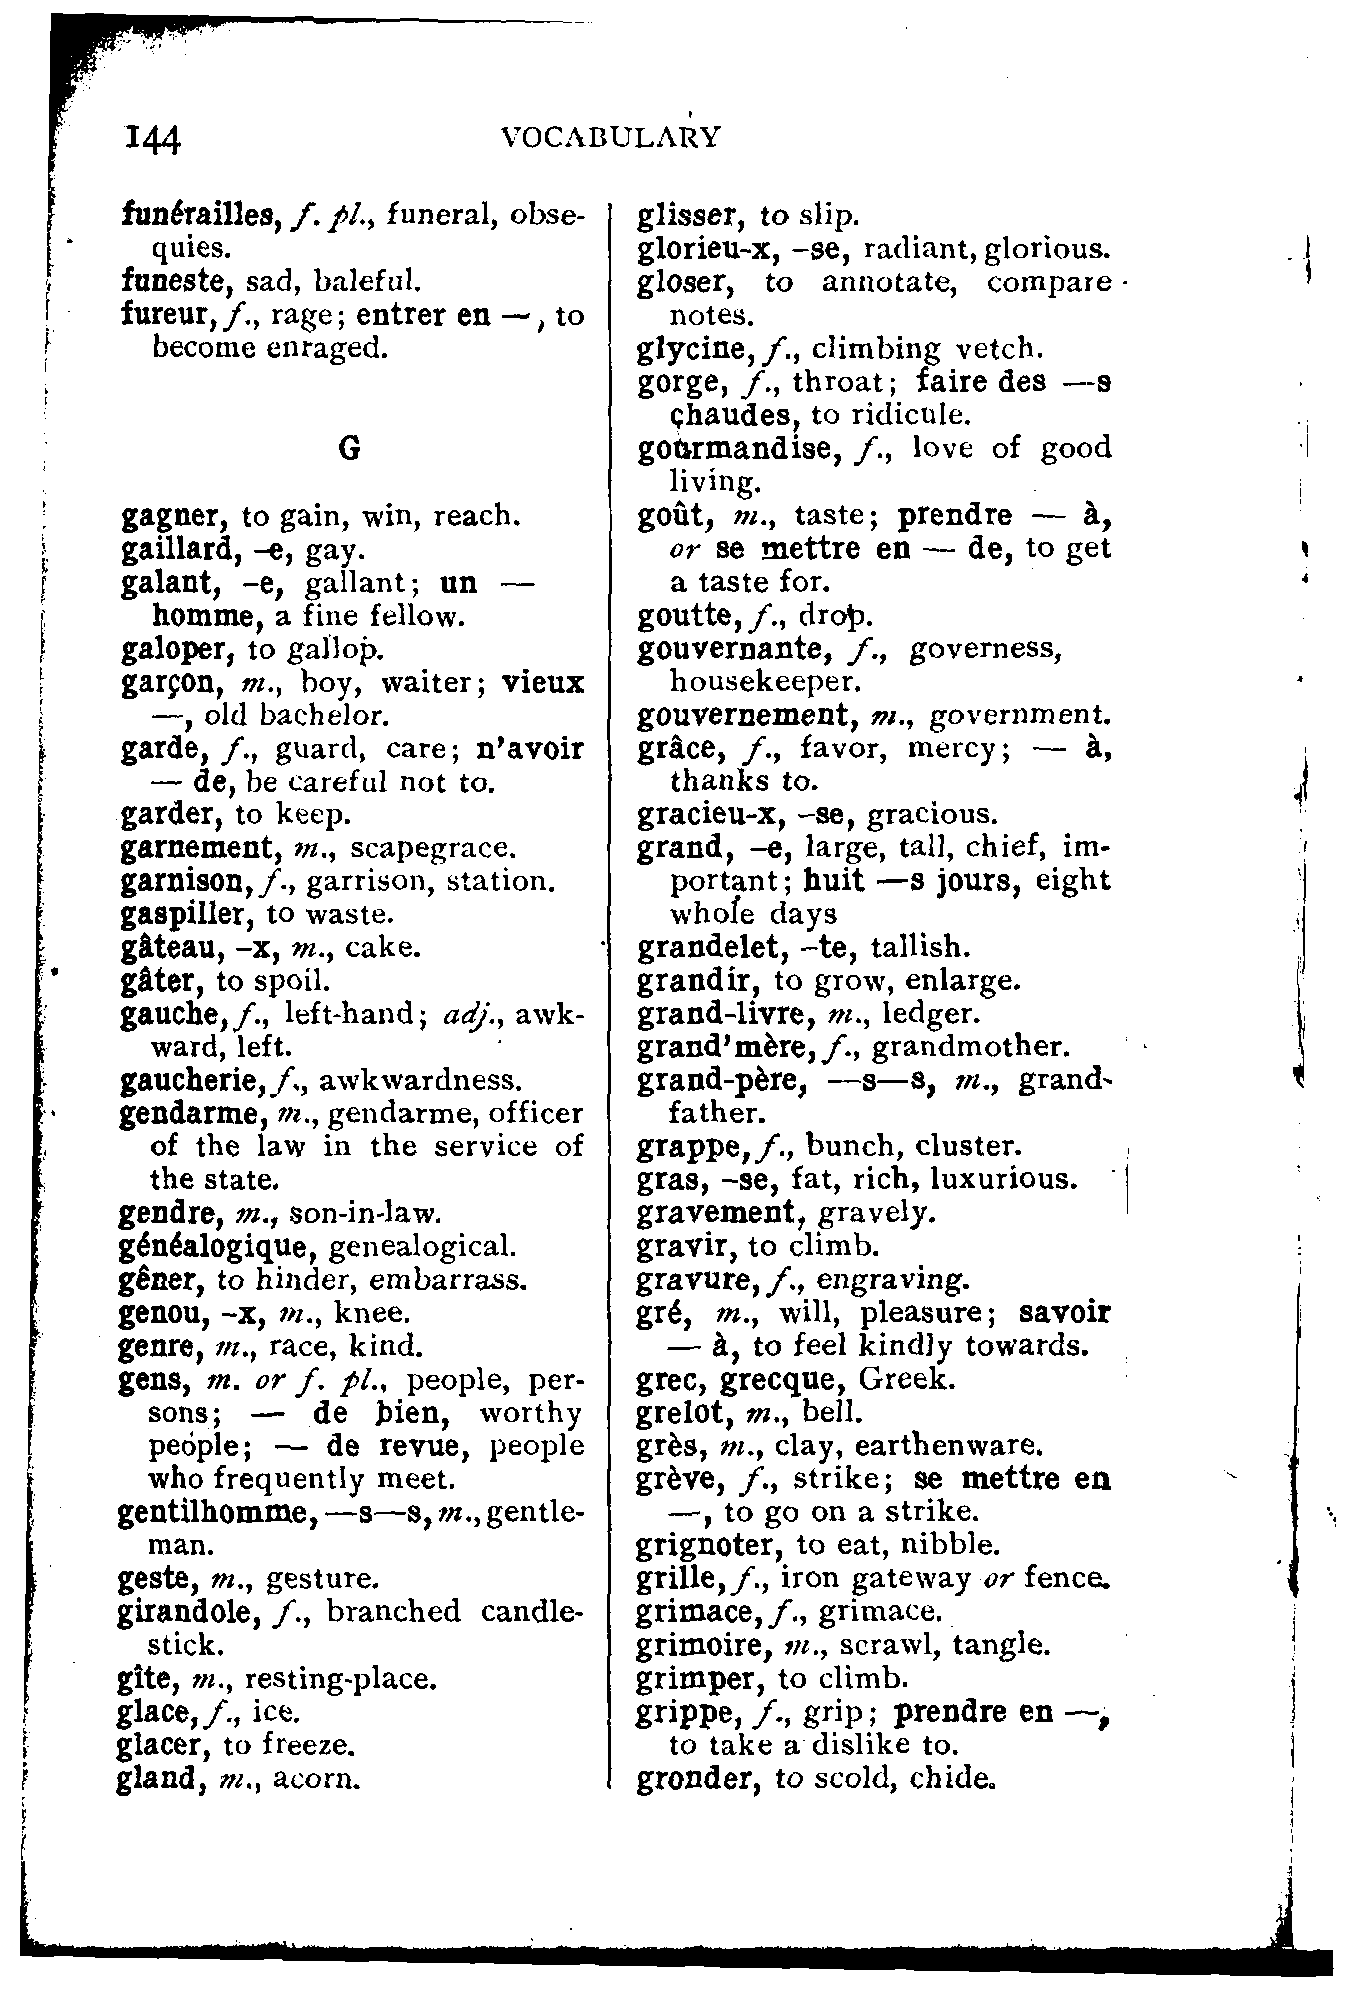 144
VOCABULARY
funérailles, f. pl., funeral, obse-
quies.
funeste, sad, baleful.
fureur, f., rage; entrer en —, to
become enraged.
G
gagner, to gain, win, reach.
gaillard, -e, gay.
galant, -e, gallant; un —
homme, a fine fellow.
galoper, to gallop.
garçon, m., boy, waiter; vieux
—, old bachelor.
garde, f., guard, care; n'avoir
— de, be careful not to.
garder, to keep.
garnement, m., scapegrace.
garnison, f., garrison, station.
gaspiller, to waste.
gâteau, -x, m., cake.
gâter, to spoil.
gauche, f., left-hand; adj., awk-
ward, left.
gaucherie, f., awkwardness.
gendarme, m., gendarme, officer
of the law in the service of
the state.
gendre, m., son-in-law.
généalogique, genealogical.
gêner, to hinder, embarrass.
genou, -x, m., knee.
genre, m., race, kind.
gens, m. or f. pl., people, per-
sons; — de bien, worthy
people; — de revue, people
who frequently meet.
gentilhomme, —s—s, m., gentle-
man.
geste, m., gesture.
girandole, f., branched candle-
stick.
gîte, m., resting-place.
glace, f., ice.
glacer, to freeze.
gland, m., acorn.
glisser, to slip.
glorieu-x, -se, radiant, glorious.
gloser, to annotate, compare
notes.
glycine, f., climbing vetch.
gorge, f., throat; faire des —s
chaudes, to ridicule.
gourmandise, f., love of good
living.
goût, m., taste; prendre — à,
or se mettre en — de, to get
a taste for.
goutte, f., drop.
gouvernante, f., governess,
housekeeper.
gouvernement, m., government.
grâce, f., favor, mercy; — à,
thanks to.
gracieu-x, -se, gracious.
grand, -e, large, tall, chief, im-
portant; huit —s jours, eight
whole days
grandelet, -te, tallish.
grandir, to grow, enlarge.
grand-livre, m., ledger.
grand'mère, f., grandmother.
grand-père, —s—s, m., grand-
father.
grappe, f., bunch, cluster.
gras, -se, fat, rich, luxurious.
gravement, gravely.
gravir, to climb.
gravure, f., engraving.
gré, m., will, pleasure; savoir
— à, to feel kindly towards.
grec, grecque, Greek.
grelot, m., bell.
grès, m., clay, earthenware.
grève, f., strike; se mettre en
—, to go on a strike.
grignoter, to eat, nibble.
grille, f., iron gateway or fence.
grimace, f., grimace.
grimoire, m., scrawl, tangle.
grimper, to climb.
grippe, f., grip; prendre en —,
to take a dislike to.
gronder, to scold, chide.